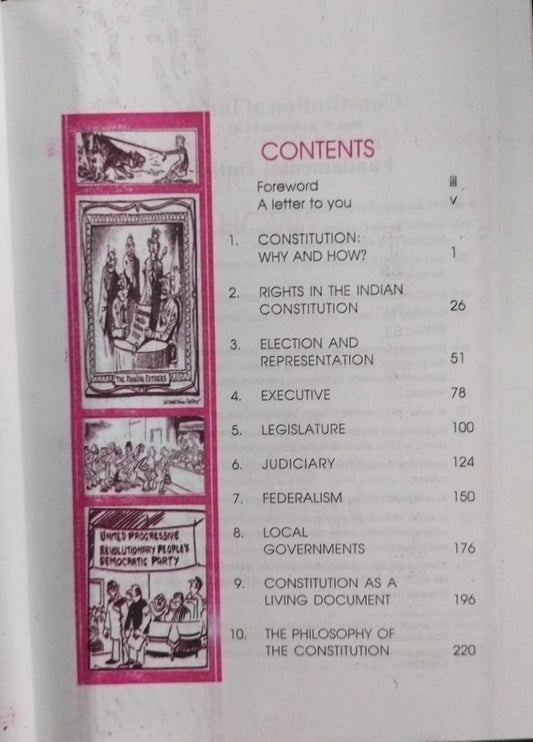 CONTENTS
Foreword iii
A letter to you v
1. CONSTITUTION:
WHY AND HOW? 1
2. RIGHTS IN THE INDIAN
CONSTITUTION 26
3. ELECTION AND
REPRESENTATION 51
4. EXECUTIVE 78
5. LEGISLATURE 100
6. JUDICIARY 124
7. FEDERALISM 150
8. LOCAL
GOVERNMENTS 176
9. CONSTITUTION AS A
LIVING DOCUMENT 196
10. THE PHILOSOPHY OF
THE CONSTITUTION 220
UNITED PROGRESSIVE
REVOLUTIONARY PEOPLE'S
DEMOCRATIC PARTY